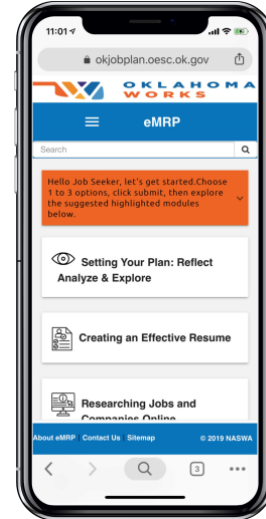 11:01
okjobplan.oesc.ok.gov
OKLAHOMA
WORKS
eMRP
Search
Hello Job Seeker, let's get started.Choose
1 to 3 options, click submit, then explore
the suggested highlighted modules
below.
Setting Your Plan: Reflect
Analyze & Explore
Creating an Effective Resume
Researching Jobs and
Companies Online
About eMRP Contact Us Sitemap © 2019 NASWA
3